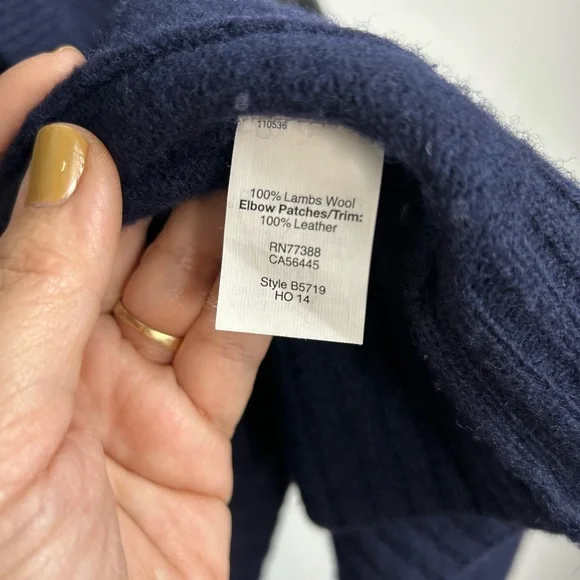 110536
100% Lambs Wool
Elbow Patches/Trim:
100% Leather
RN77388
CA56445
Style B5719
HO 14